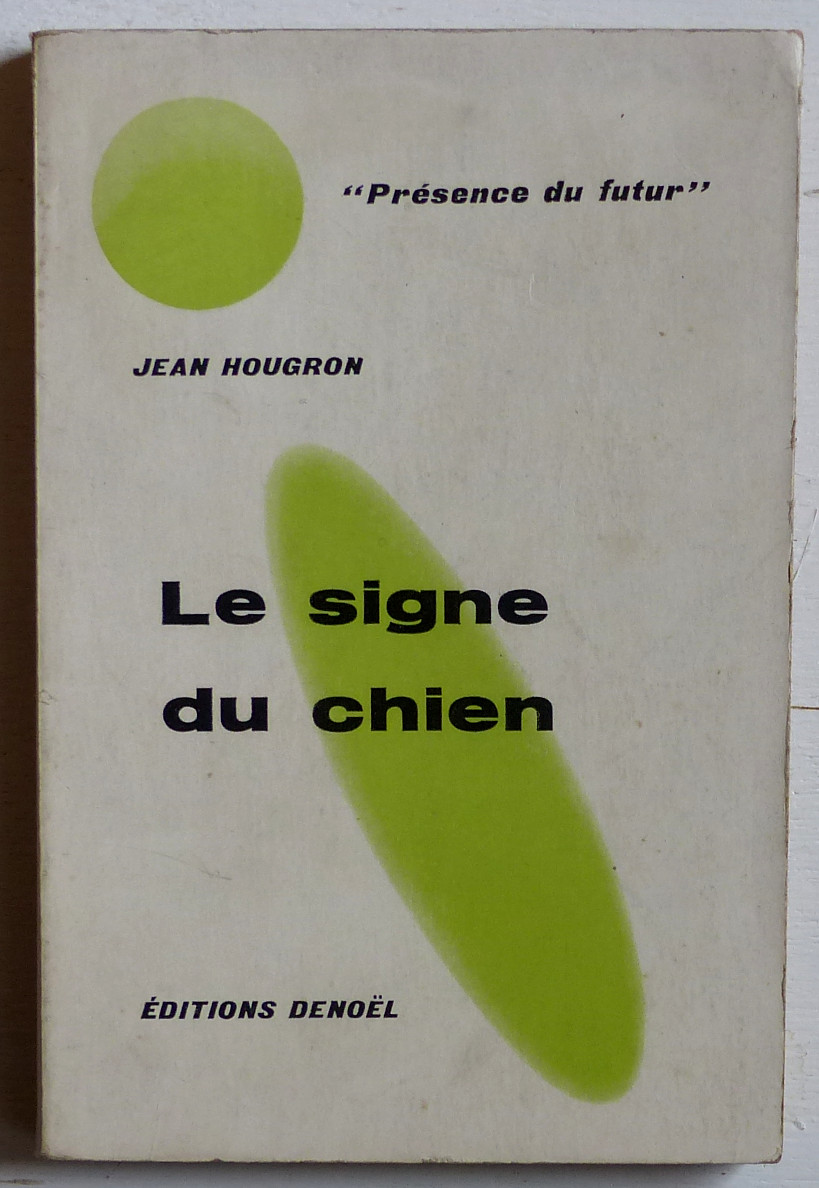 “Présence du futur”
JEAN HOUGRON
Le signe
du chien
ÉDITIONS DENOËL